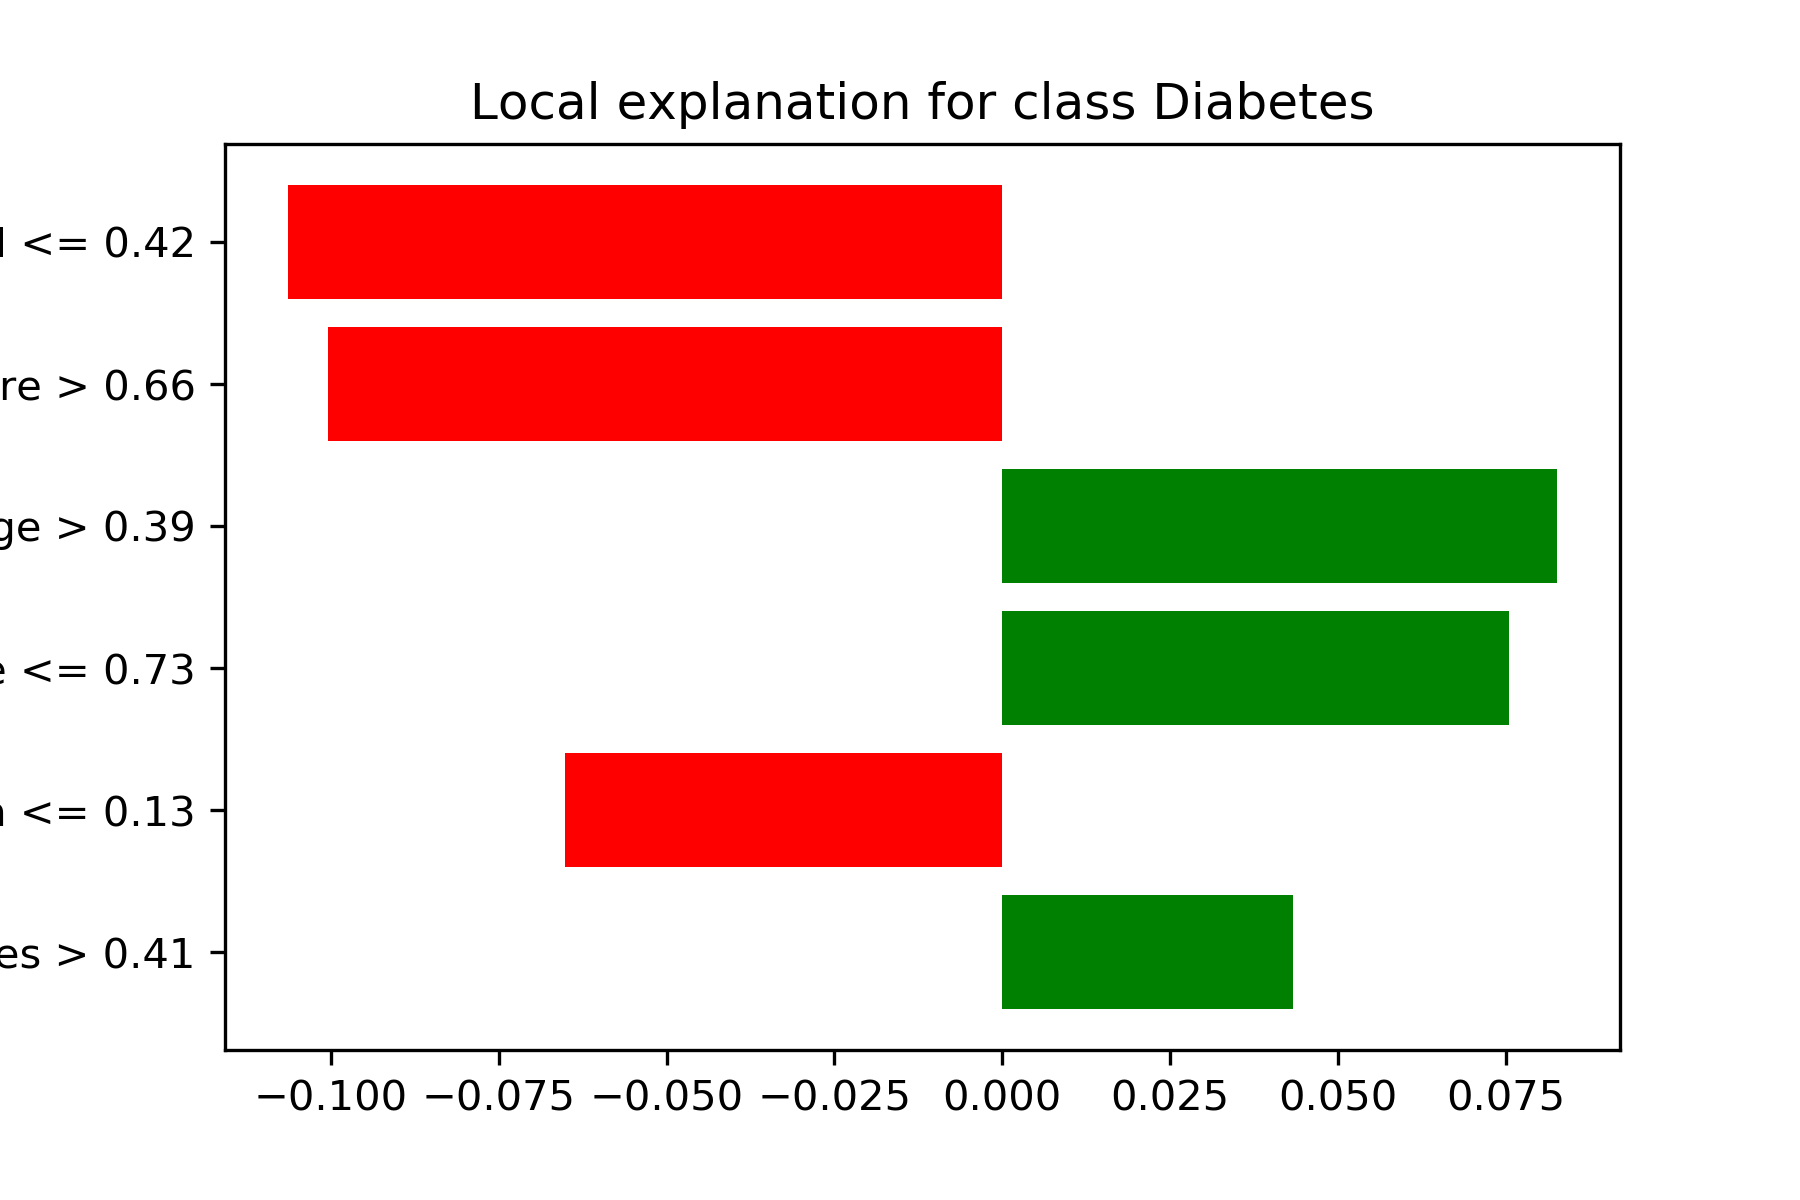 Local explanation for class Diabetes
<= 0.42
re > 0.66
ge > 0.39
e <= 0.73
<= 0.13
es > 0.41
−0.100 −0.075 −0.050 −0.025 0.000 0.025 0.050 0.075